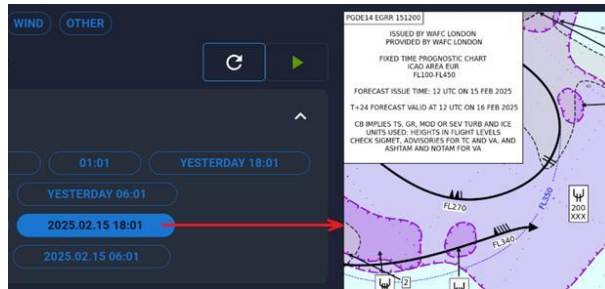 WIND
OTHER
01:01
YESTERDAY 18:01
YESTERDAY 06:01
2025.02.15 18:01
2025.02.15 06:01
PGDE14 EGRR 151200
ISSUED BY WAFC LONDON
PROVIDED BY WAFC LONDON
FIXED TIME PROGNOSTIC CHART
ICAO AREA EUR
FL100-FL450
FORECAST ISSUE TIME: 12 UTC ON 15 FEB 2025
T+24 FORECAST VALID AT 12 UTC ON 16 FEB 2025
CB IMPLIES TS, GR, MOD OR SEV TURB AND ICE
UNITS USED: HEIGHTS IN FLIGHT LEVELS
CHECK SIGMET, ADVISORIES FOR TC AND VA, AND
ASHTAM AND NOTAM FOR VA
FL270
FL350
200
XXX
FL340
2